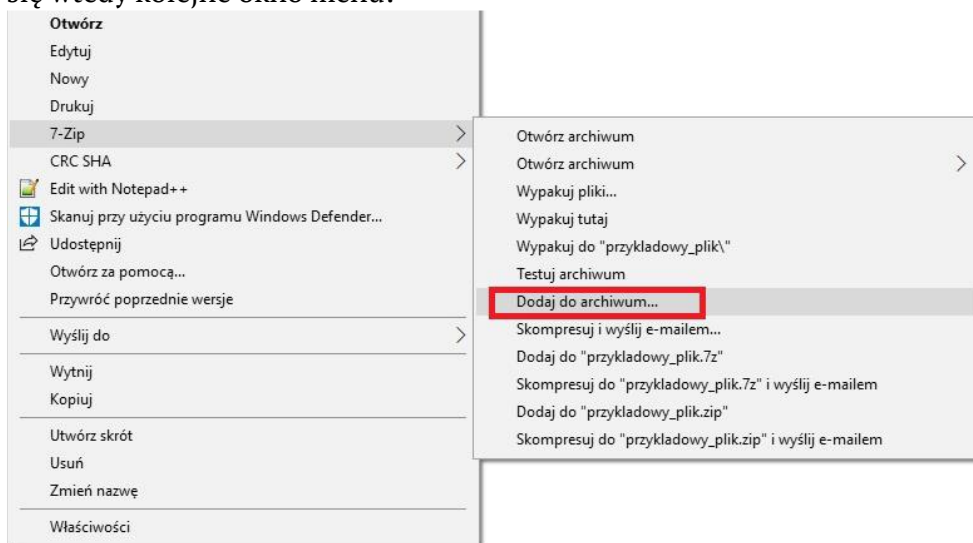 się wtedy kolejne okno menu.
Otwórz
Edytuj
Nowy
Drukuj
7-Zip
CRC SHA
Edit with Notepad++
Skanuj przy użyciu programu Windows Defender...
Udostępnij
Otwórz za pomocą...
Przywróć poprzednie wersje
Wyślij do
Wytnij
Kopiuj
Utwórz skrót
Usuń
Zmień nazwę
Właściwości
Otwórz archiwum
Otwórz archiwum
Wypakuj pliki...
Wypakuj tutaj
Wypakuj do "przykladowy_plik\"
Testuj archiwum
Dodaj do archiwum...
Skompresuj i wyślij e-mailem...
Dodaj do "przykladowy_plik.7z"
Skompresuj do "przykladowy_plik.7z" i wyślij e-mailem
Dodaj do "przykladowy_plik.zip"
Skompresuj do "przykladowy_plik.zip" i wyślij e-mailem